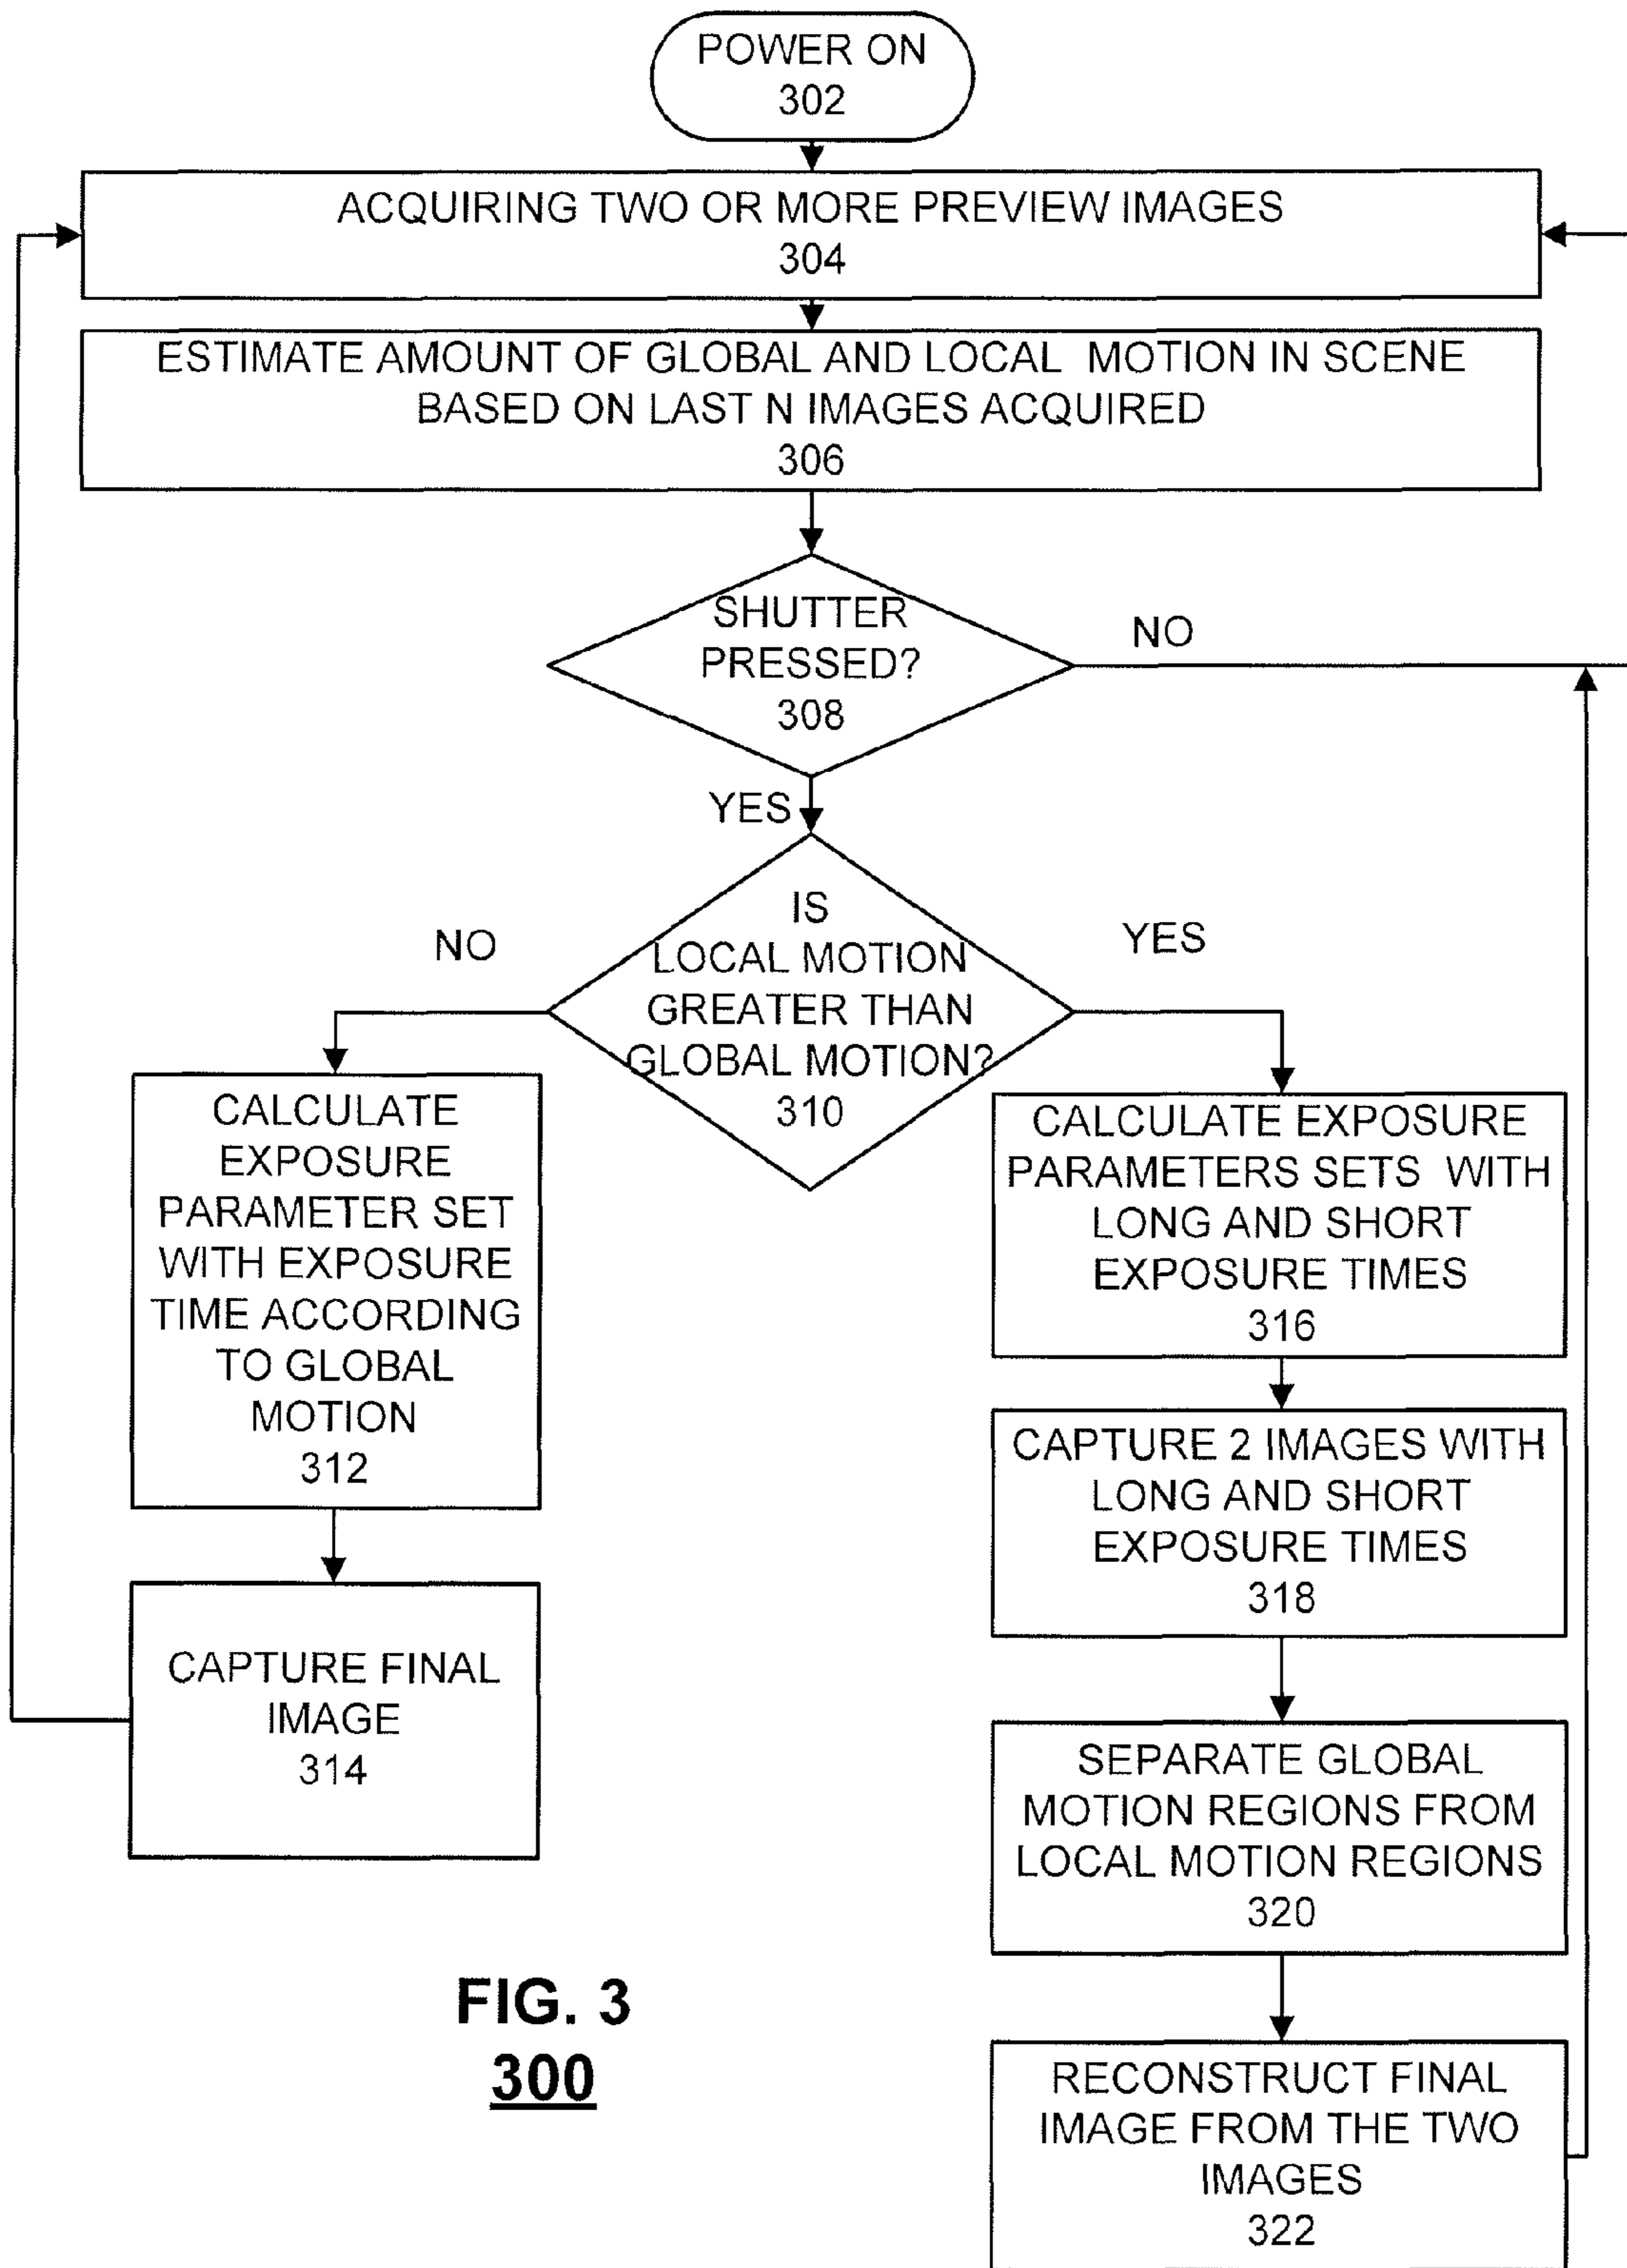 POWER ON
302
ACQUIRING TWO OR MORE PREVIEW IMAGES
304
ESTIMATE AMOUNT OF GLOBAL AND LOCAL MOTION IN SCENE
BASED ON LAST N IMAGES ACQUIRED
306
SHUTTER
PRESSED?
308
NO
YES
IS
LOCAL MOTION
GREATER THAN
GLOBAL MOTION?
310
NO
YES
CALCULATE
EXPOSURE
PARAMETER SET
WITH EXPOSURE
TIME ACCORDING
TO GLOBAL
MOTION
312
CAPTURE FINAL
IMAGE
314
CALCULATE EXPOSURE
PARAMETERS SETS WITH
LONG AND SHORT
EXPOSURE TIMES
316
CAPTURE 2 IMAGES WITH
LONG AND SHORT
EXPOSURE TIMES
318
SEPARATE GLOBAL
MOTION REGIONS FROM
LOCAL MOTION REGIONS
320
RECONSTRUCT FINAL
IMAGE FROM THE TWO
IMAGES
322
FIG. 3
300